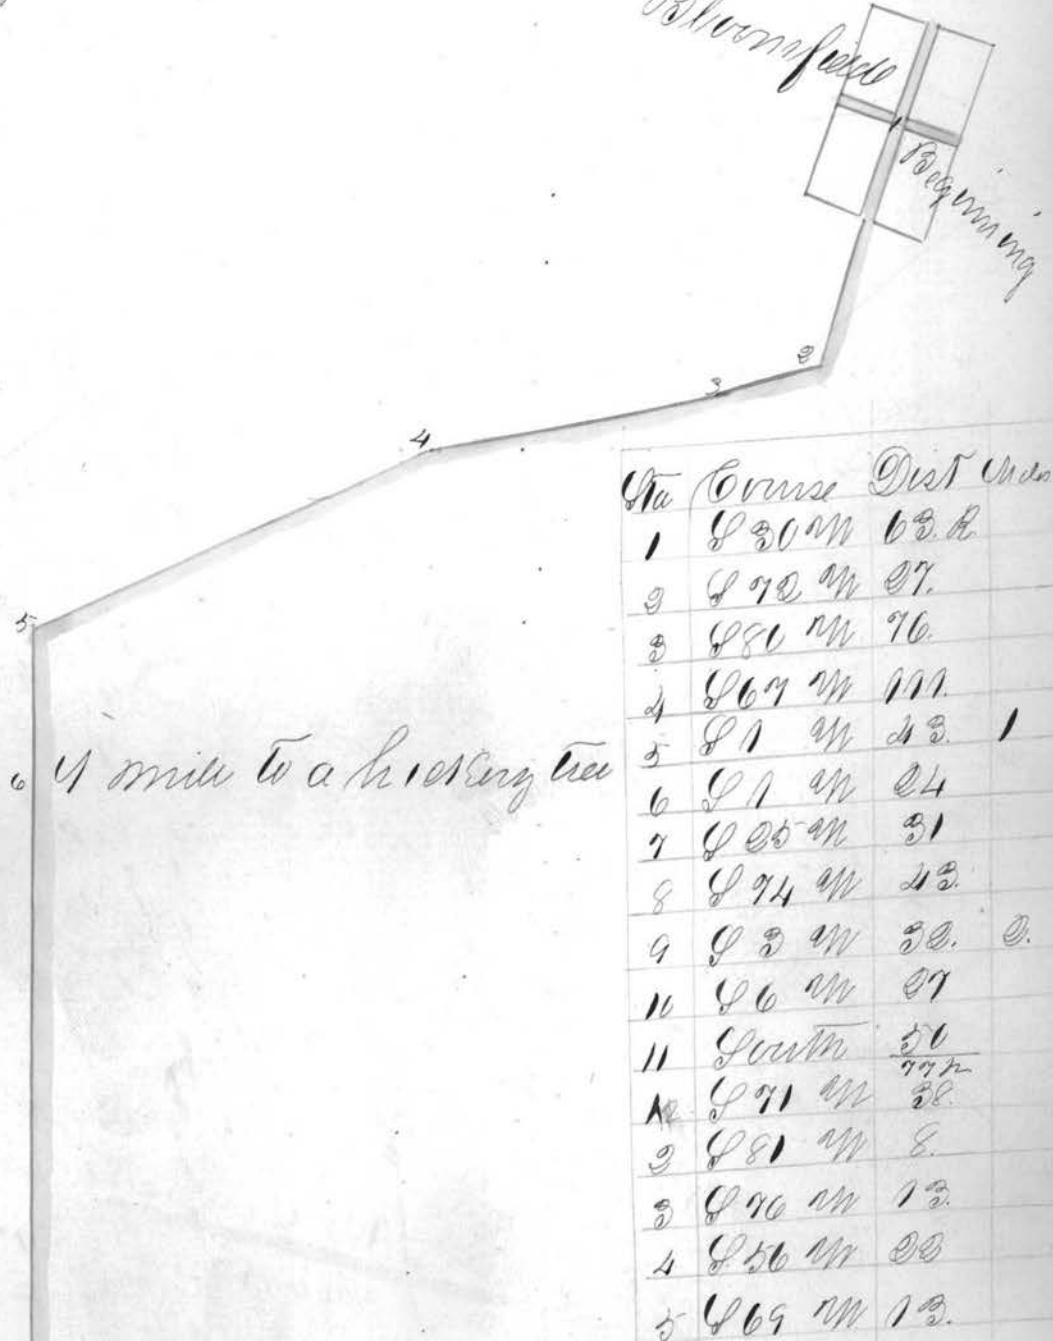 Bloomfield
Beginning
2
3
4
5
6 1 mile to a hickory tree
Sta Course Dist Miles
1 S 30 W 63. R
2 S 72 W 27.
3 S 80 W 76.
4 S 67 W 111.
5 S 1 W 43. 1
6 S 1 W 24
7 S 25 W 31
8 S 74 W 43.
9 S 3 W 32. 2.
10 S 6 W 27
11 South 50
77
12 S 71 W 38.
2 S 81 W 8.
3 S 76 W 13.
4 S. 56 W 22
5 S 69 W 13.